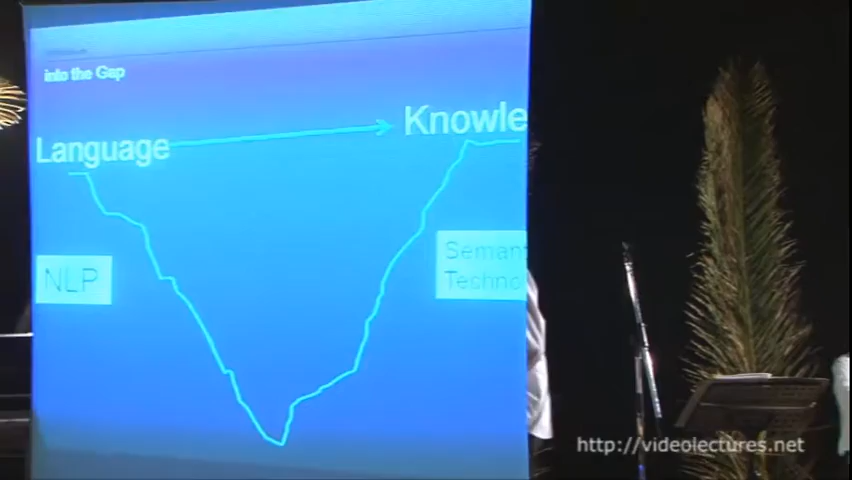 into the Gap
Language
Knowle
NLP
Semant
Techno
http://videolectures.net